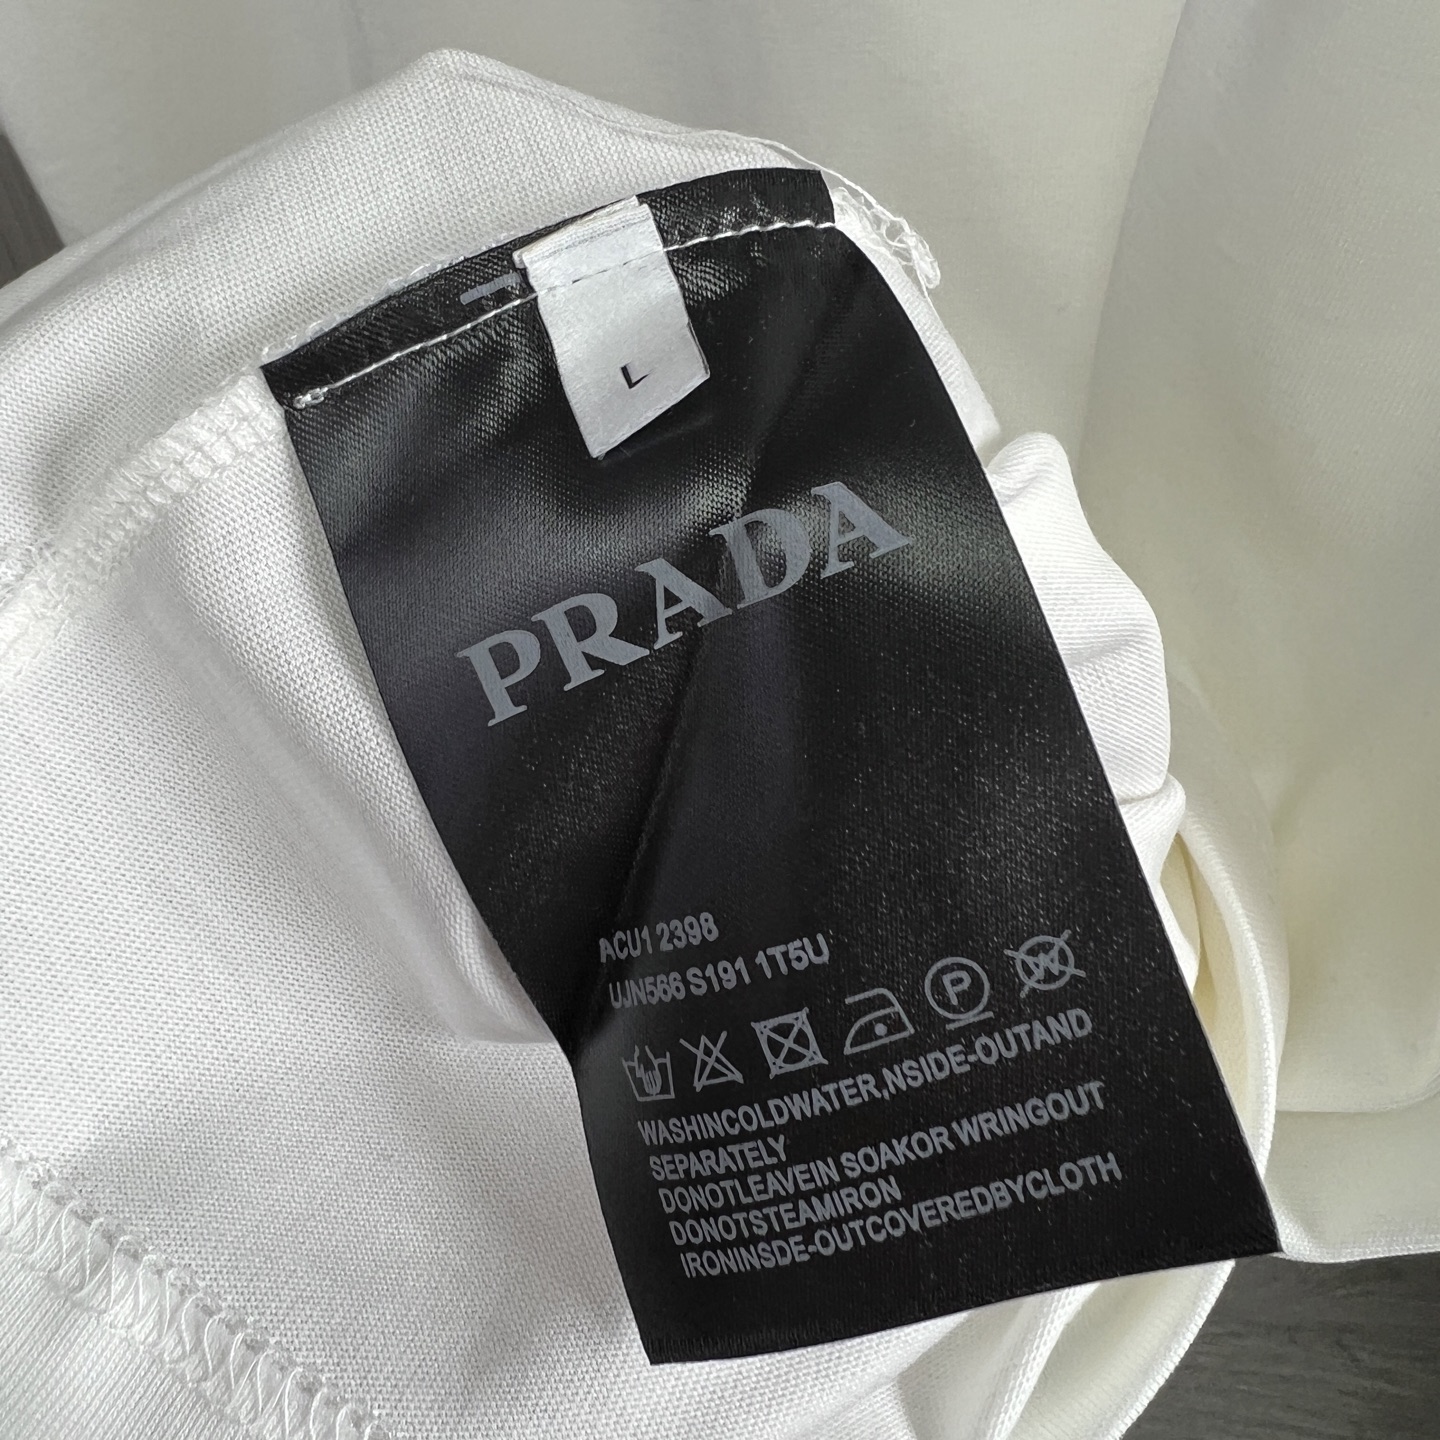 L
PRADA
ACU1 2398
UJN566 S191 1T5U
P
W
WASHINCOLDWATER,NSIDE-OUTAND
SEPARATELY
DONOTLEAVEIN SOAKOR WRINGOUT
DONOTSTEAMIRON
IRONINSDE-OUTCOVEREDBYCLOTH